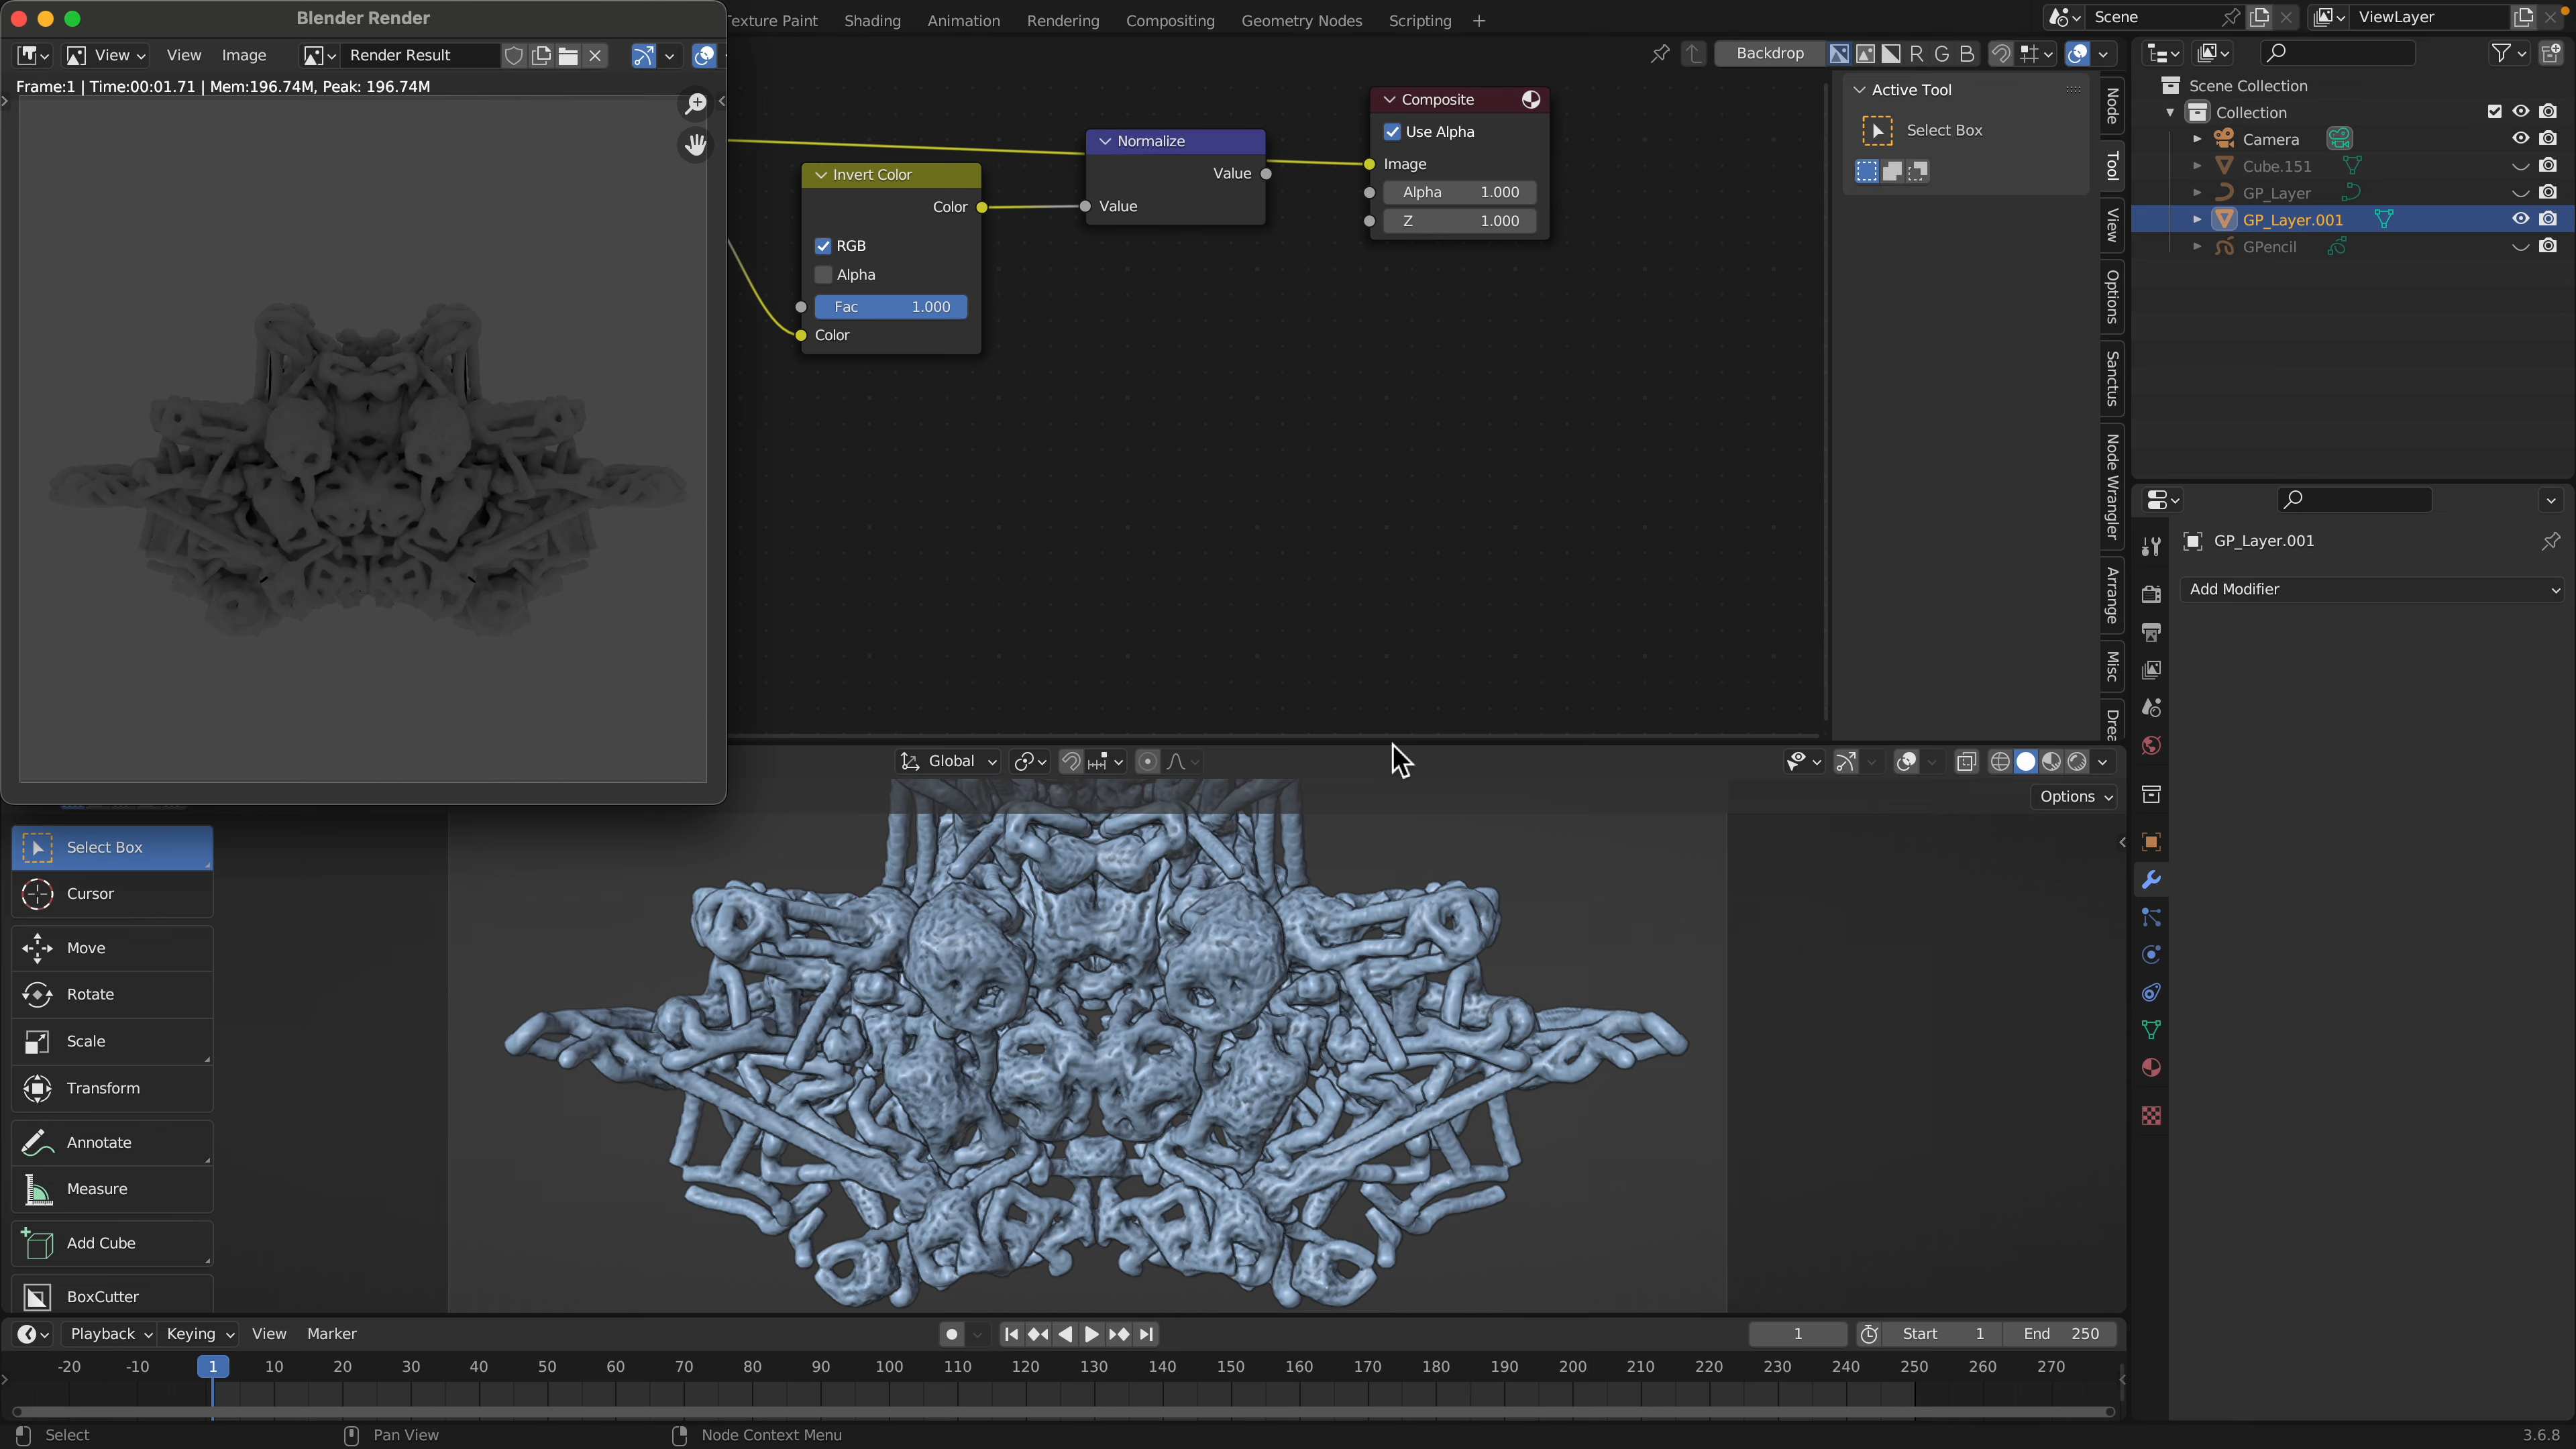 Blender Render
View
View
Image
Render Result
Frame:1 | Time:00:01.71 | Mem:196.74M, Peak: 196.74M
exture Paint
Shading
Animation
Rendering
Compositing
Geometry Nodes
Scripting
Scene
ViewLayer
Backdrop
R
G
B
Invert Color
Color
RGB
Alpha
Fac 1.000
Color
Normalize
Value
Value
Composite
Use Alpha
Image
Alpha 1.000
Z 1.000
Active Tool
Select Box
Node
Tool
View
Options
Sanctus
Node Wrangler
Arrange
Misc
Drea
Scene Collection
Collection
Camera
Cube.151
GP_Layer
GP_Layer.001
GPencil
GP_Layer.001
Add Modifier
Global
Options
Select Box
Cursor
Move
Rotate
Scale
Transform
Annotate
Measure
Add Cube
BoxCutter
Playback
Keying
View
Marker
1
Start 1
End 250
-20 -10 1 10 20 30 40 50 60 70 80 90 100 110 120 130 140 150 160 170 180 190 200 210 220 230 240 250 260 270
Select
Pan View
Node Context Menu
3.6.8